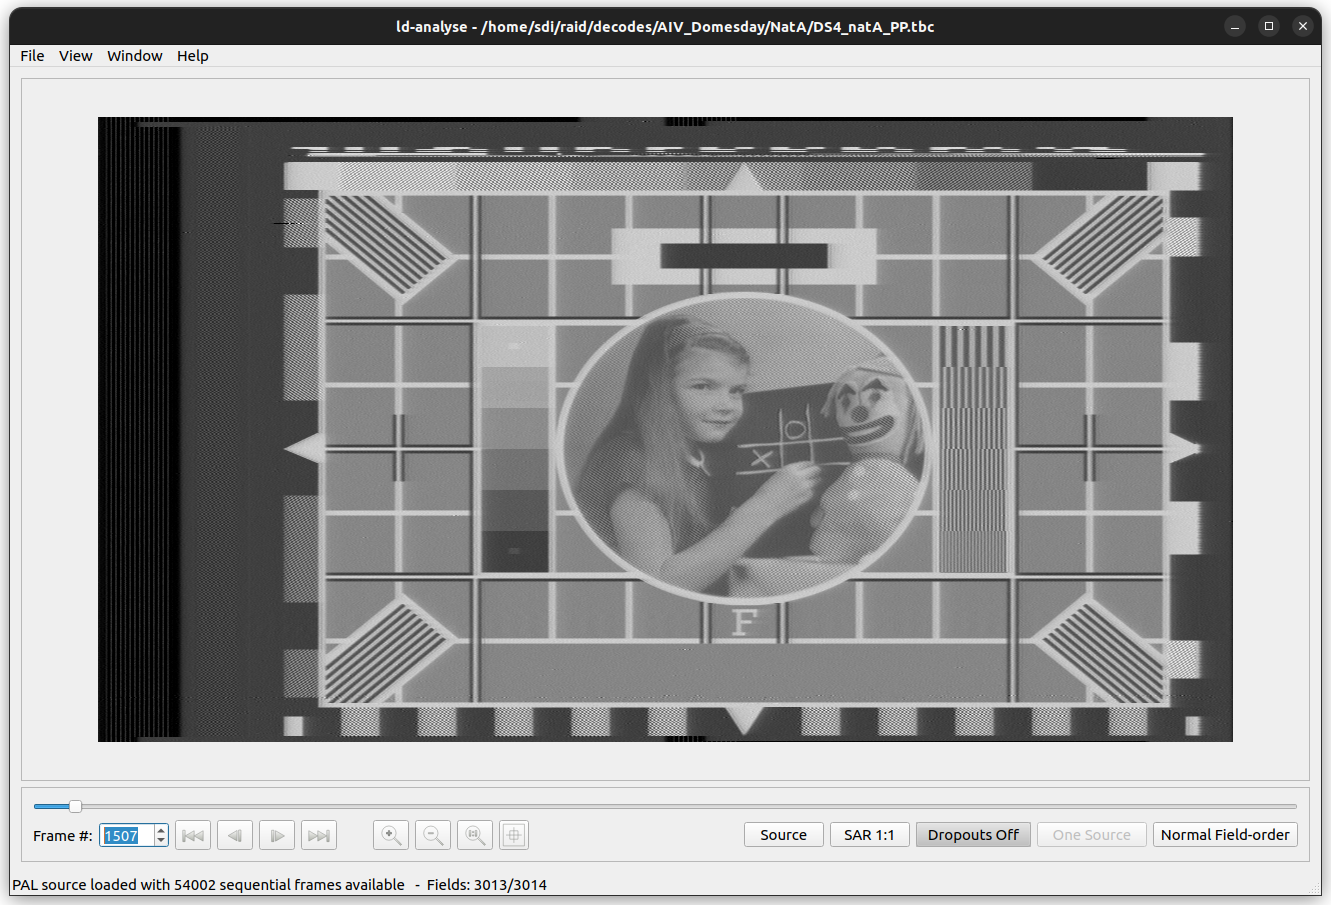 ld-analyse - /home/sdi/raid/decodes/AIV_Domesday/NatA/DS4_natA_PP.tbc
File View Window Help
X O
F
Frame #: 1507 1:1 Source SAR 1:1 Dropouts Off One Source Normal Field-order
PAL source loaded with 54002 sequential frames available - Fields: 3013/3014